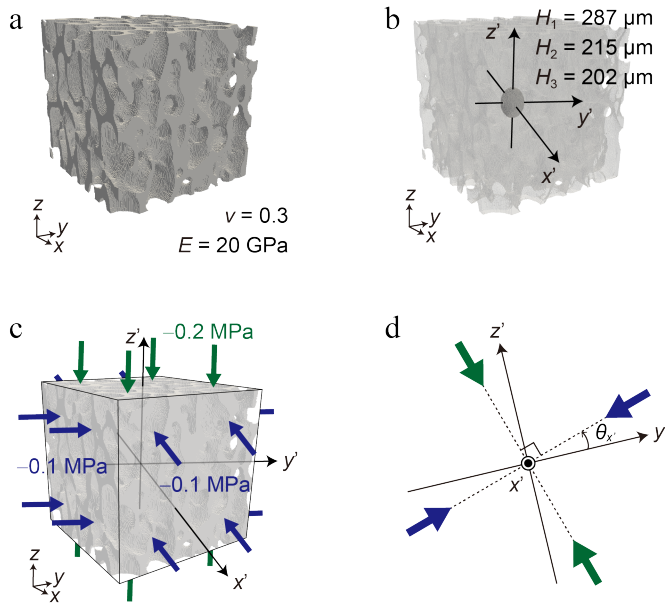 a
z
y
x
ν = 0.3
E = 20 GPa
b
H1 = 287 μm
H2 = 215 μm
H3 = 202 μm
z'
y'
x'
z
y
x
c
z'
−0.2 MPa
−0.1 MPa
−0.1 MPa
y'
x'
z
y
x
d
z'
y'
θx'
x'